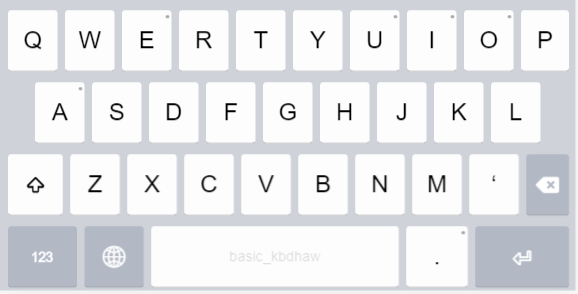 Q W E R T Y U I O P
A S D F G H J K L
Z X C V B N M ʻ
123 basic_kbdhaw .